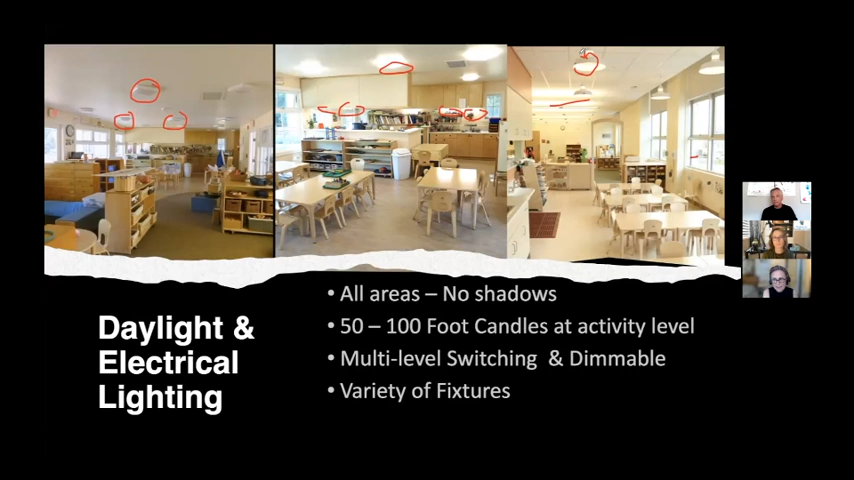 Daylight &
Electrical
Lighting
• All areas – No shadows
• 50 – 100 Foot Candles at activity level
• Multi-level Switching & Dimmable
• Variety of Fixtures